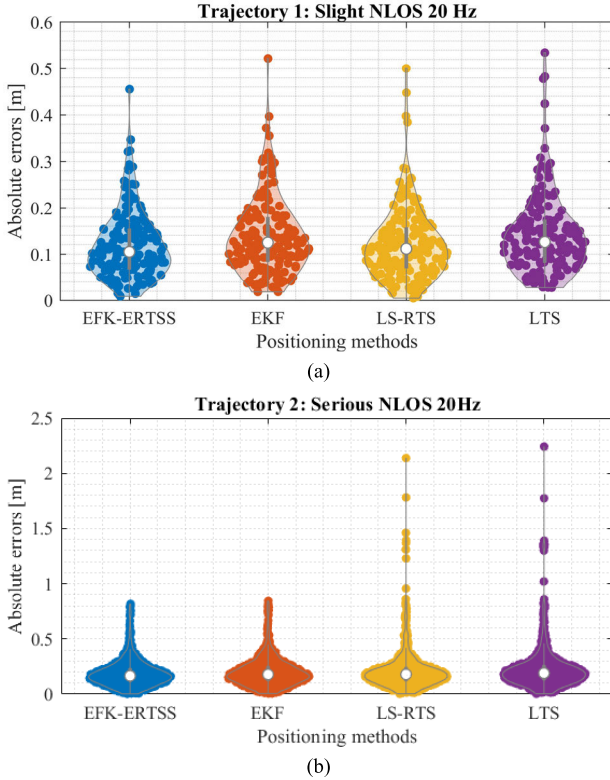 Trajectory 1: Slight NLOS 20 Hz
0.6
0.5
0.4
0.3
0.2
0.1
0
Absolute errors [m]
EFK-ERTSS EKF LS-RTS LTS
Positioning methods
(a)
Trajectory 2: Serious NLOS 20Hz
2.5
2
1.5
1
0.5
0
Absolute errors [m]
EFK-ERTSS EKF LS-RTS LTS
Positioning methods
(b)